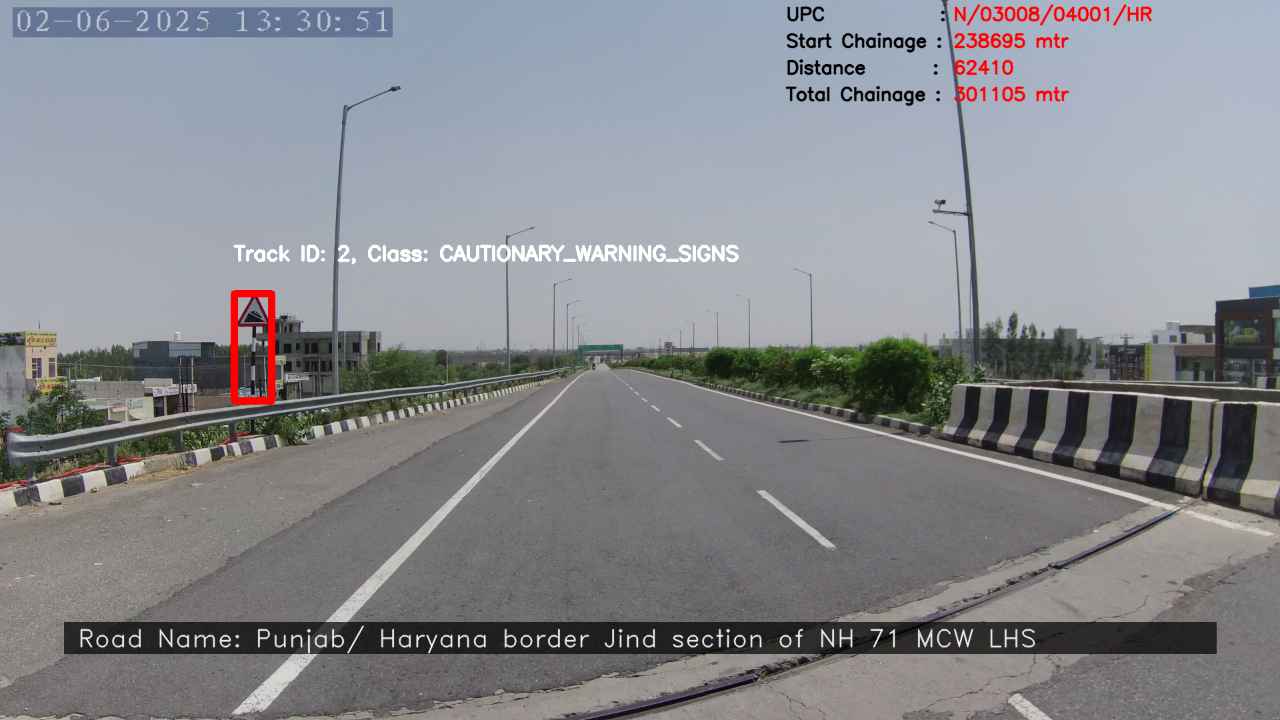 02-06-2025 13:30:51
UPC : N/03008/04001/HR
Start Chainage : 238695 mtr
Distance : 62410
Total Chainage : 301105 mtr
Track ID: 2, Class: CAUTIONARY_WARNING_SIGNS
Road Name: Punjab/ Haryana border Jind section of NH 71 MCW LHS